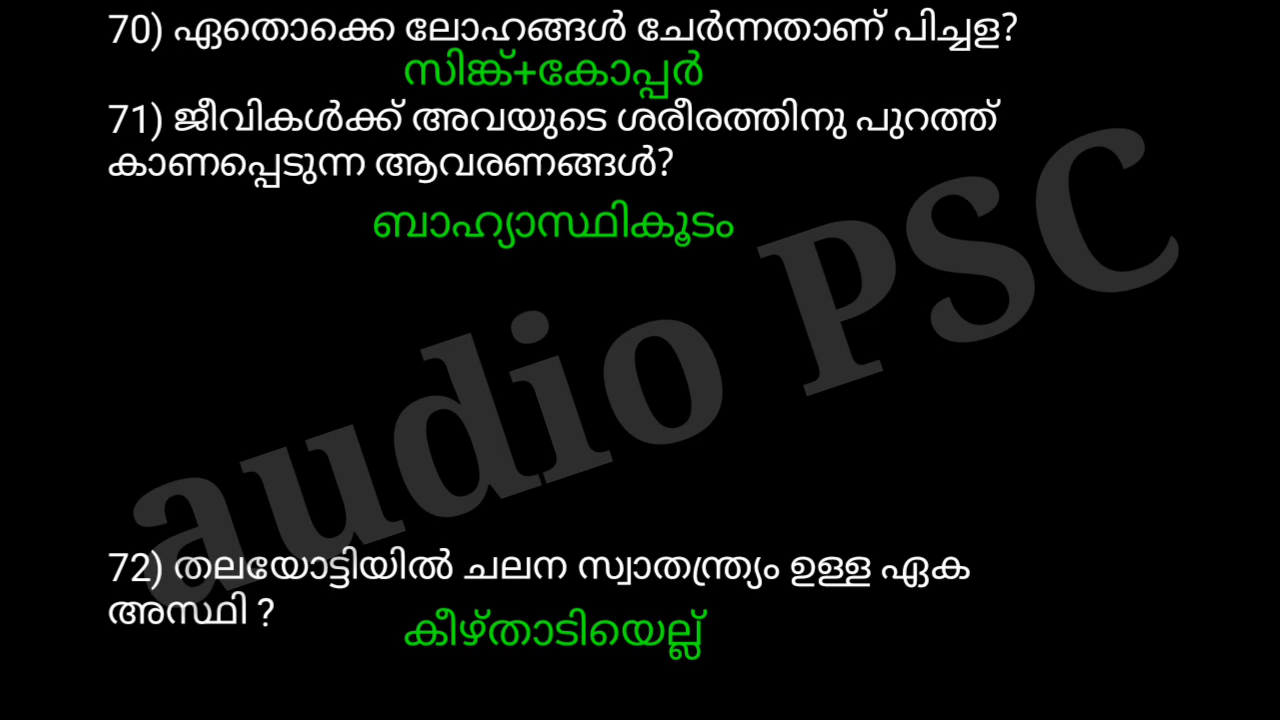 70) ഏതൊക്കെ ലോഹങ്ങൾ ചേർന്നതാണ് പിച്ചള?
സിങ്ക്+കോപ്പർ
71) ജീവികൾക്ക് അവയുടെ ശരീരത്തിനു പുറത്ത്
കാണപ്പെടുന്ന ആവരണങ്ങൾ?
ബാഹ്യാസ്ഥികൂടം
audio PSC
72) തലയോട്ടിയിൽ ചലന സ്വാതന്ത്ര്യം ഉള്ള ഏക
അസ്ഥി ?
കീഴ്താടിയെല്ല്